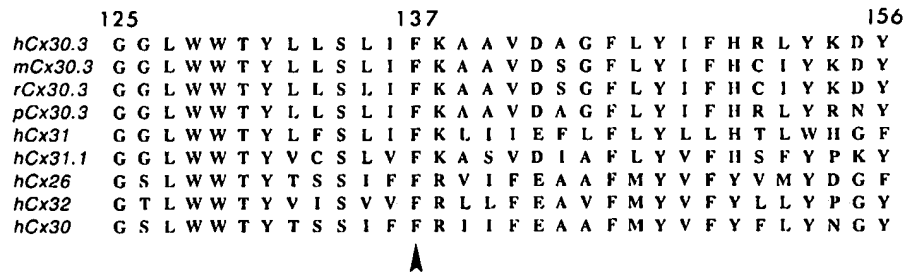 125 137 156
hCx30.3 G G L W W T Y L L S L I F K A A V D A G F L Y I F H R L Y K D Y
mCx30.3 G G L W W T Y L L S L I F K A A V D S G F L Y I F H C I Y K D Y
rCx30.3 G G L W W T Y L L S L I F K A A V D S G F L Y I F H C I Y K D Y
pCx30.3 G G L W W T Y L L S L I F K A A V D A G F L Y I F H R L Y R N Y
hCx31 G G L W W T Y L F S L I F K L I I E F L F L Y L L H T L W H G F
hCx31.1 G G L W W T Y V C S L V F K A S V D I A F L Y V F H S F Y P K Y
hCx26 G S L W W T Y T S S I F F R V I F E A A F M Y V F Y V M Y D G F
hCx32 G T L W W T Y V I S V V F R L L F E A V F M Y V F Y L L Y P G Y
hCx30 G S L W W T Y T S S I F F R I I F E A A F M Y V F Y F L Y N G Y